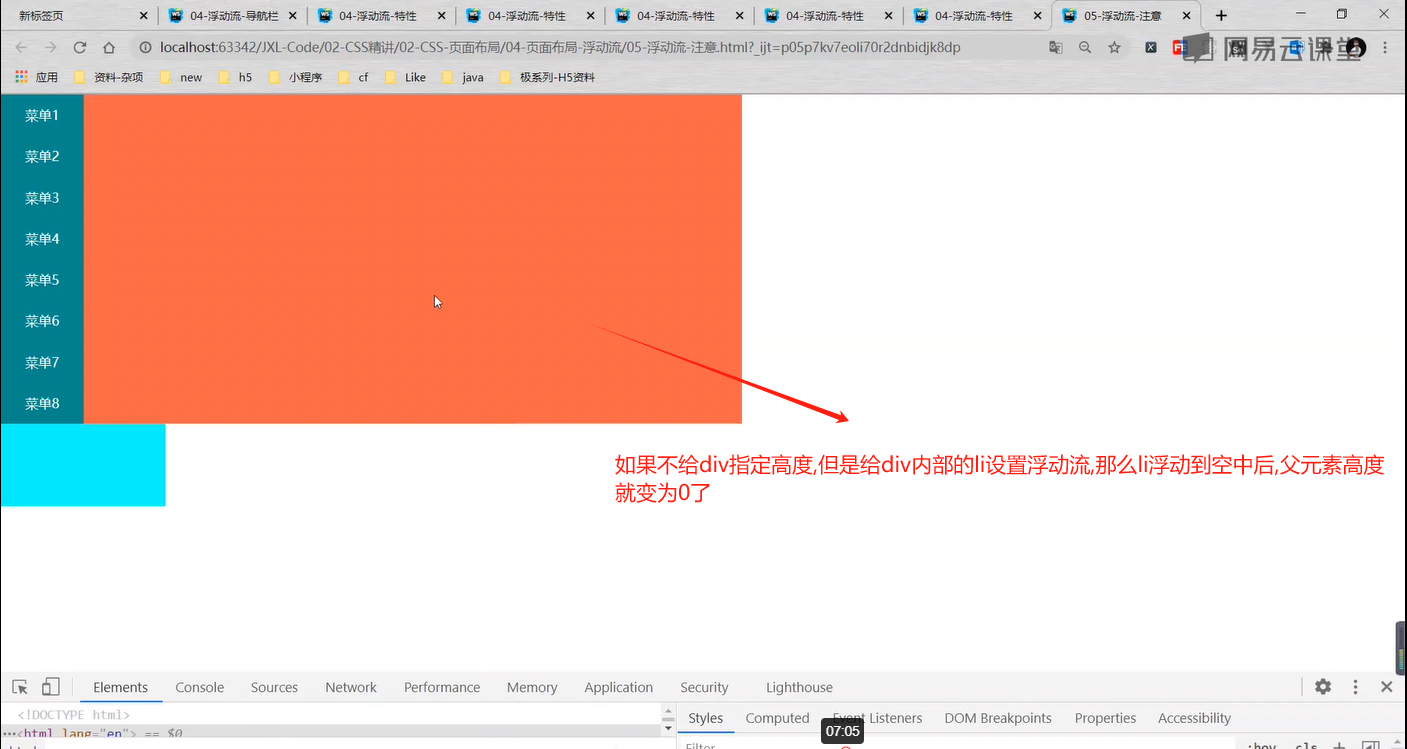 新标签页 04-浮动流-导航栏 04-浮动流-特性 04-浮动流-特性 04-浮动流-特性 04-浮动流-特性 04-浮动流-特性 05-浮动流-注意
localhost:63342/JXL-Code/02-CSS精讲/02-CSS-页面布局/04-页面布局-浮动流/05-浮动流-注意.html?_ijt=p05p7kv7eoli70r2dnbidjk8dp
网易云课堂
应用 资料-杂项 new h5 小程序 cf Like java 极系列-H5资料
菜单1
菜单2
菜单3
菜单4
菜单5
菜单6
菜单7
菜单8
如果不给div指定高度,但是给div内部的li设置浮动流,那么li浮动到空中后,父元素高度
就变为0了
Elements Console Sources Network Performance Memory Application Security Lighthouse
<!DOCTYPE html>
Styles Computed Event Listeners DOM Breakpoints Properties Accessibility
⋯<html lang="en"> == $0
07:05
Filter :hov .cls